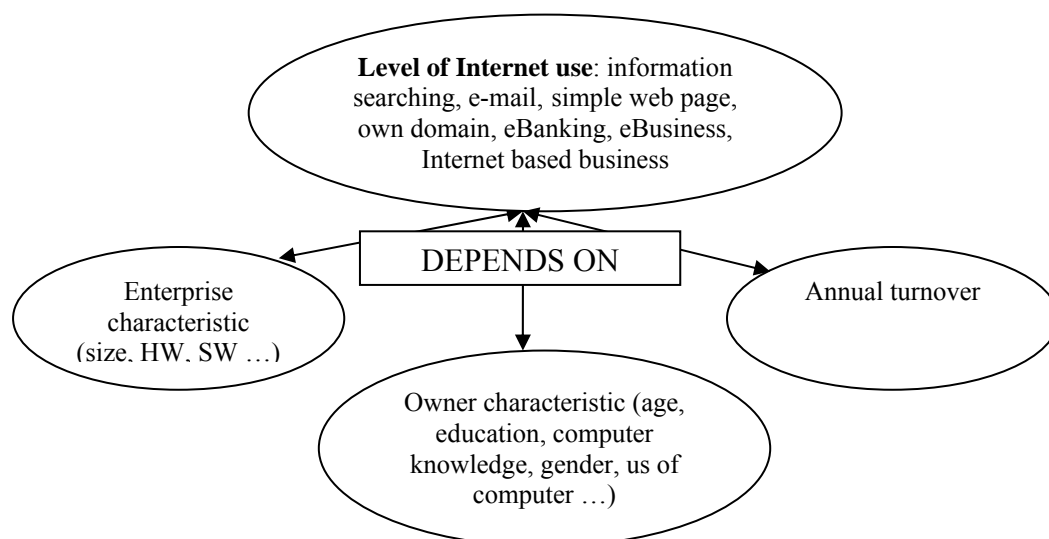 Level of Internet use: information
searching, e-mail, simple web page,
own domain, eBanking, eBusiness,
Internet based business
DEPENDS ON
Enterprise
characteristic
(size, HW, SW …)
Annual turnover
Owner characteristic (age,
education, computer
knowledge, gender, us of
computer …)